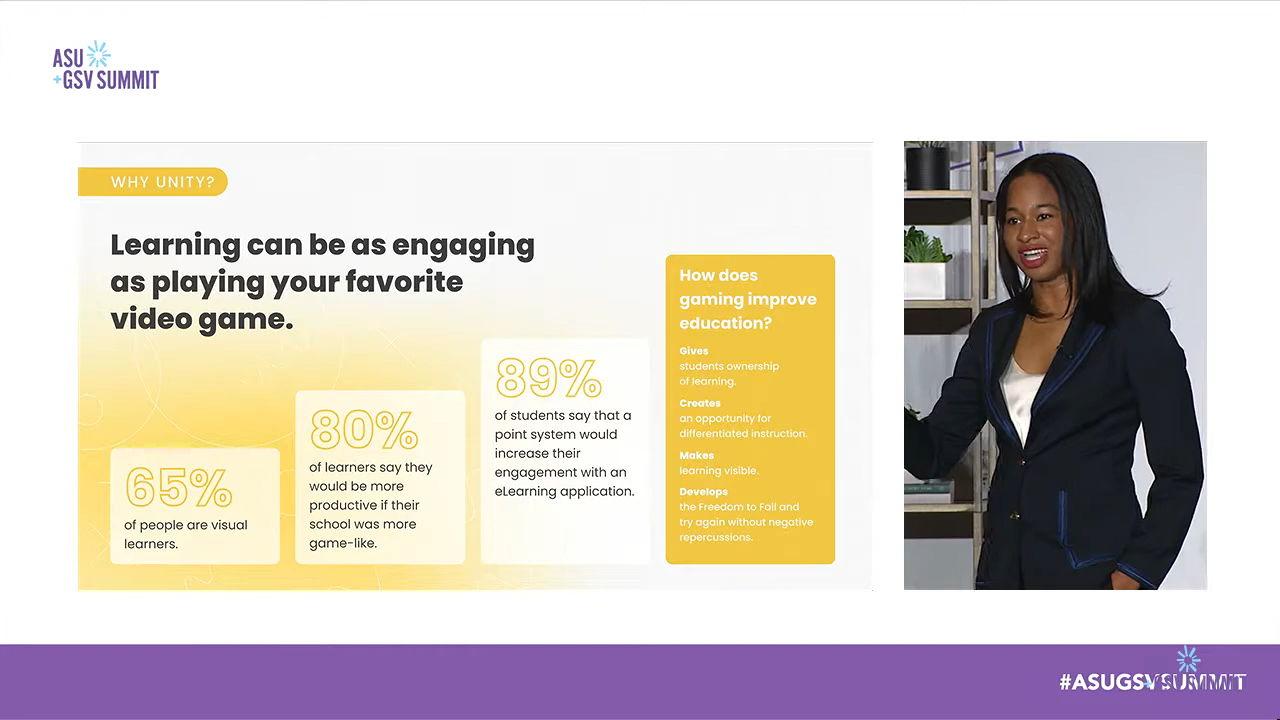 ASU
+GSV SUMMIT
WHY UNITY?
Learning can be as engaging
as playing your favorite
video game.
65%
of people are visual
learners.
80%
of learners say they
would be more
productive if their
school was more
game-like.
89%
of students say that a
point system would
increase their
engagement with an
eLearning application.
How does
gaming improve
education?
Gives
students ownership
of learning.
Creates
an opportunity for
differentiated instruction.
Makes
learning visible.
Develops
the Freedom to Fail and
try again without negative
repercussions.
#ASUGSVSUMMIT